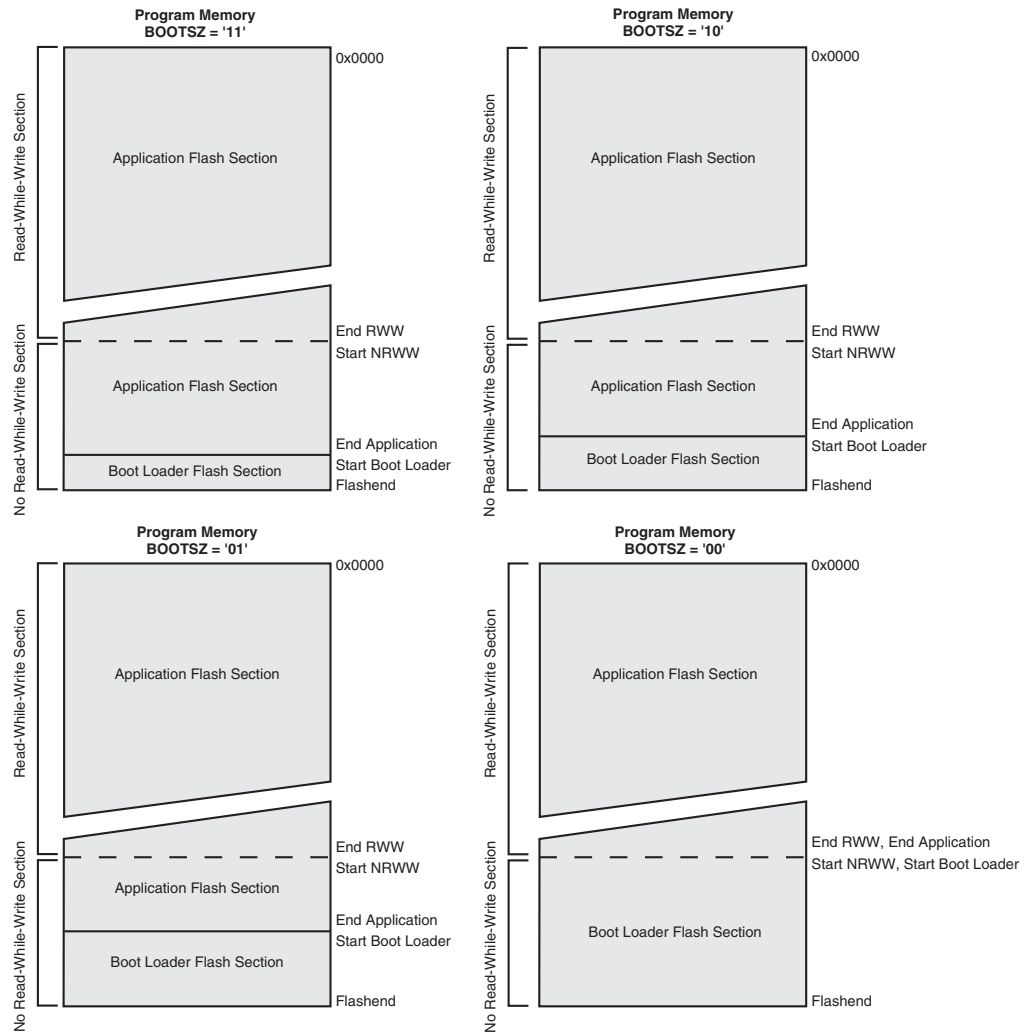 Program Memory
BOOTSZ = '11'
0x0000
Read-While-Write Section
Application Flash Section
End RWW
Start NRWW
No Read-While-Write Section
Application Flash Section
End Application
Start Boot Loader
Boot Loader Flash Section
Flashend
Program Memory
BOOTSZ = '10'
0x0000
Read-While-Write Section
Application Flash Section
End RWW
Start NRWW
No Read-While-Write Section
Application Flash Section
End Application
Start Boot Loader
Boot Loader Flash Section
Flashend
Program Memory
BOOTSZ = '01'
0x0000
Read-While-Write Section
Application Flash Section
End RWW
Start NRWW
No Read-While-Write Section
Application Flash Section
End Application
Start Boot Loader
Boot Loader Flash Section
Flashend
Program Memory
BOOTSZ = '00'
0x0000
Read-While-Write Section
Application Flash Section
End RWW, End Application
Start NRWW, Start Boot Loader
No Read-While-Write Section
Boot Loader Flash Section
Flashend